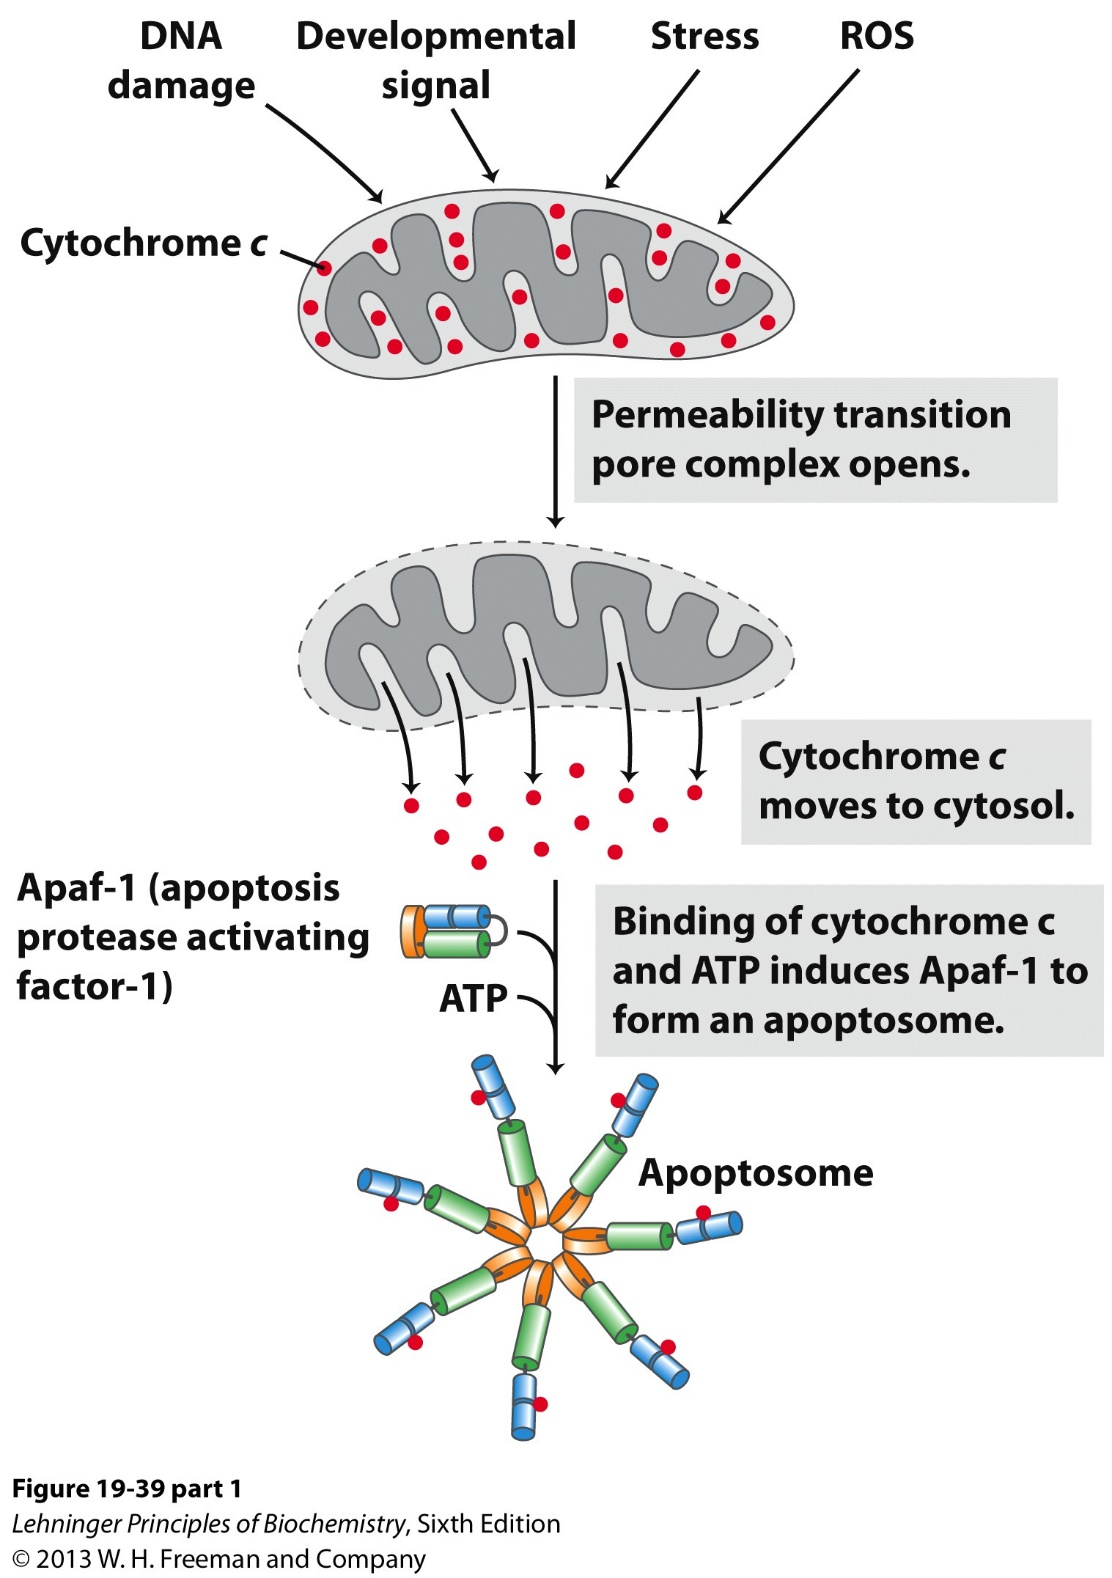 DNA
damage
Developmental
signal
Stress
ROS
Cytochrome c
Permeability transition
pore complex opens.
Cytochrome c
moves to cytosol.
Apaf-1 (apoptosis
protease activating
factor-1)
ATP
Binding of cytochrome c
and ATP induces Apaf-1 to
form an apoptosome.
Apoptosome
Figure 19-39 part 1
Lehninger Principles of Biochemistry, Sixth Edition
© 2013 W. H. Freeman and Company